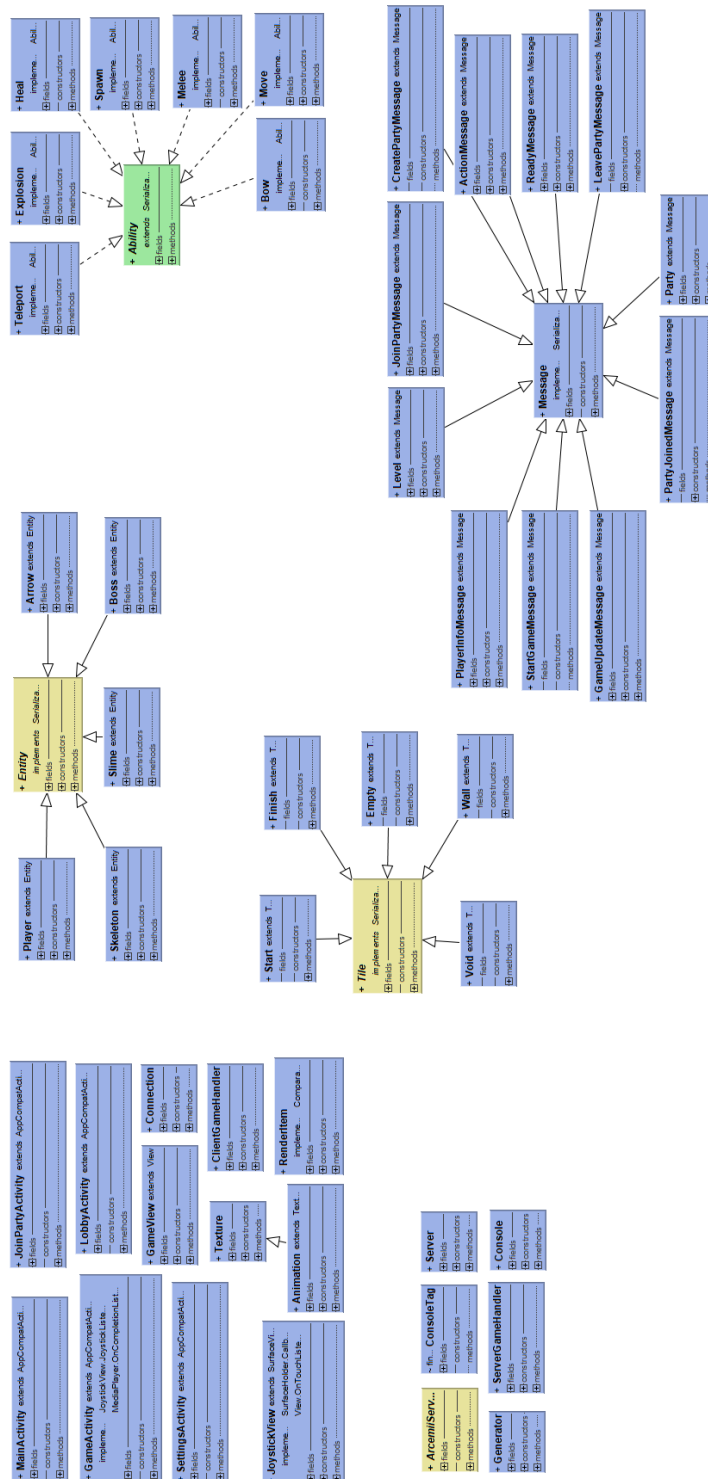 + MainActivity extends AppCompatActi...
fields
constructors
methods
+ JoinPartyActivity extends AppCompatActi...
fields
constructors
methods
+ GameActivity extends AppCompatActi...
impleme... JoystickView.JoystickListe...
MediaPlayer.OnCompletionList...
fields
constructors
methods
+ LobbyActivity extends AppCompatActi...
fields
constructors
methods
+ SettingsActivity extends AppCompatActi...
fields
constructors
methods
+ GameView extends View
fields
constructors
methods
+ Connection
fields
constructors
methods
+ Texture
fields
constructors
methods
+ ClientGameHandler
fields
constructors
methods
+ JoystickView extends SurfaceVi...
impleme... SurfaceHolder.Callb...
View.OnTouchListe...
fields
constructors
methods
+ Animation extends Text...
fields
constructors
methods
+ RenderItem
impleme... Compara...
fields
constructors
methods
+ ArcemiiServ...
fields
constructors
methods
~ fin... ConsoleTag
fields
constructors
methods
+ Server
fields
constructors
methods
+ Generator
fields
constructors
methods
+ ServerGameHandler
fields
constructors
methods
+ Console
fields
constructors
methods
+ Player extends Entity
fields
constructors
methods
+ Entity
implements Serializa...
fields
constructors
methods
+ Arrow extends Entity
fields
constructors
methods
+ Skeleton extends Entity
fields
constructors
methods
+ Slime extends Entity
fields
constructors
methods
+ Boss extends Entity
fields
constructors
methods
+ Start extends T...
fields
constructors
methods
+ Finish extends T...
fields
constructors
methods
+ Tile
implements Serializa...
fields
constructors
methods
+ Empty extends T...
fields
constructors
methods
+ Void extends T...
fields
constructors
methods
+ Wall extends T...
fields
constructors
methods
+ Teleport
impleme... Abil...
fields
constructors
methods
+ Explosion
impleme... Abil...
fields
constructors
methods
+ Heal
impleme... Abil...
fields
constructors
methods
+ Spawn
impleme... Abil...
fields
constructors
methods
+ Ability
extends Serializa...
fields
methods
+ Melee
impleme... Abil...
fields
constructors
methods
+ Bow
impleme... Abil...
fields
constructors
methods
+ Move
impleme... Abil...
fields
constructors
methods
+ Level extends Message
fields
constructors
methods
+ JoinPartyMessage extends Message
fields
constructors
methods
+ CreatePartyMessage extends Message
fields
constructors
methods
+ PlayerInfoMessage extends Message
fields
constructors
methods
+ ActionMessage extends Message
fields
constructors
methods
+ StartGameMessage extends Message
fields
constructors
methods
+ Message
impleme... Serializa...
fields
constructors
methods
+ ReadyMessage extends Message
fields
constructors
methods
+ GameUpdateMessage extends Message
fields
constructors
methods
+ LeavePartyMessage extends Message
fields
constructors
methods
+ PartyJoinedMessage extends Message
fields
constructors
methods
+ Party extends Message
fields
constructors
methods